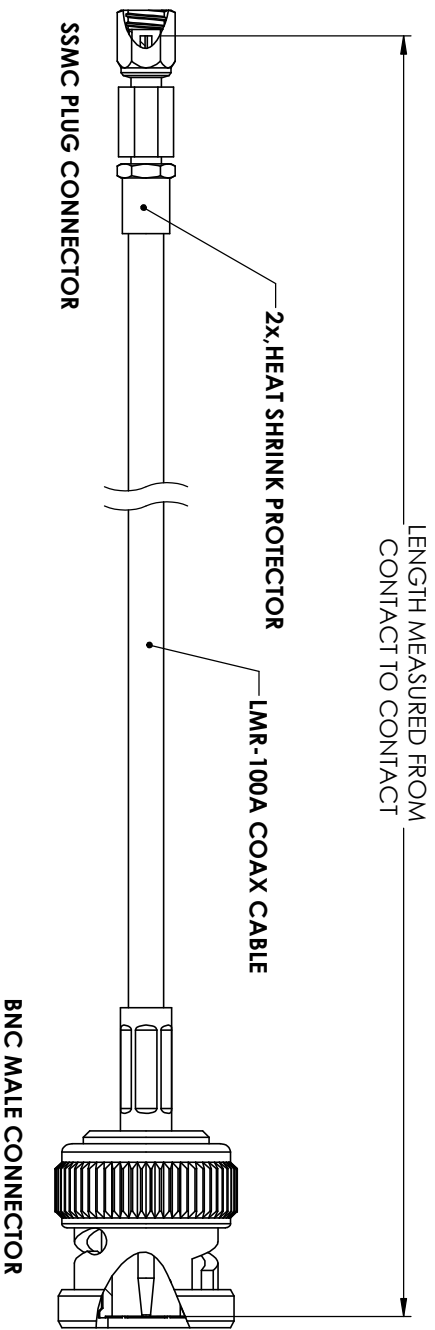 LENGTH MEASURED FROM
CONTACT TO CONTACT
2x,HEAT SHRINK PROTECTOR
LMR-100A COAX CABLE
SSMC PLUG CONNECTOR
BNC MALE CONNECTOR